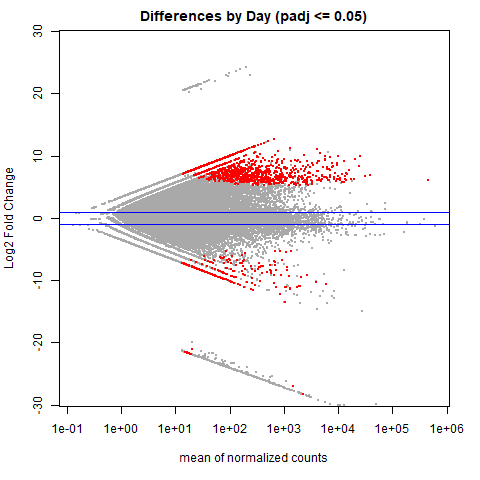 Differences by Day (padj <= 0.05)
Log2 Fold Change
30
20
10
0
-10
-20
-30
1e-01 1e+00 1e+01 1e+02 1e+03 1e+04 1e+05 1e+06
mean of normalized counts